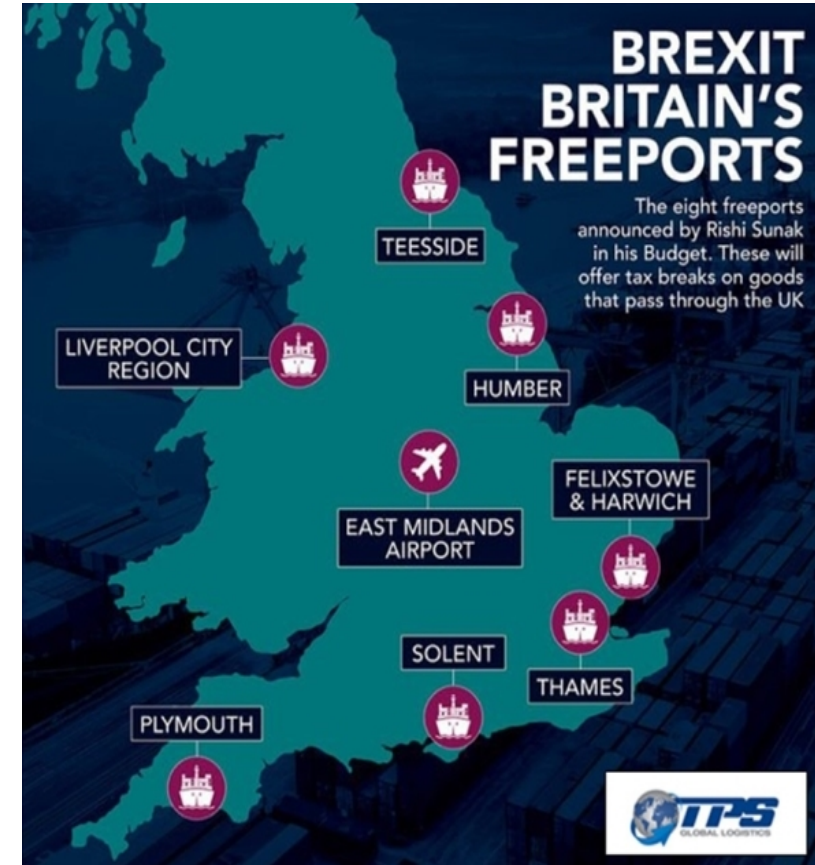 BREXIT
BRITAIN'S
FREEPORTS
The eight freeports
announced by Rishi Sunak
in his Budget. These will
offer tax breaks on goods
that pass through the UK
TEESSIDE
LIVERPOOL CITY
REGION
HUMBER
EAST MIDLANDS
AIRPORT
FELIXSTOWE
& HARWICH
SOLENT
THAMES
PLYMOUTH
TPS
GLOBAL LOGISTICS